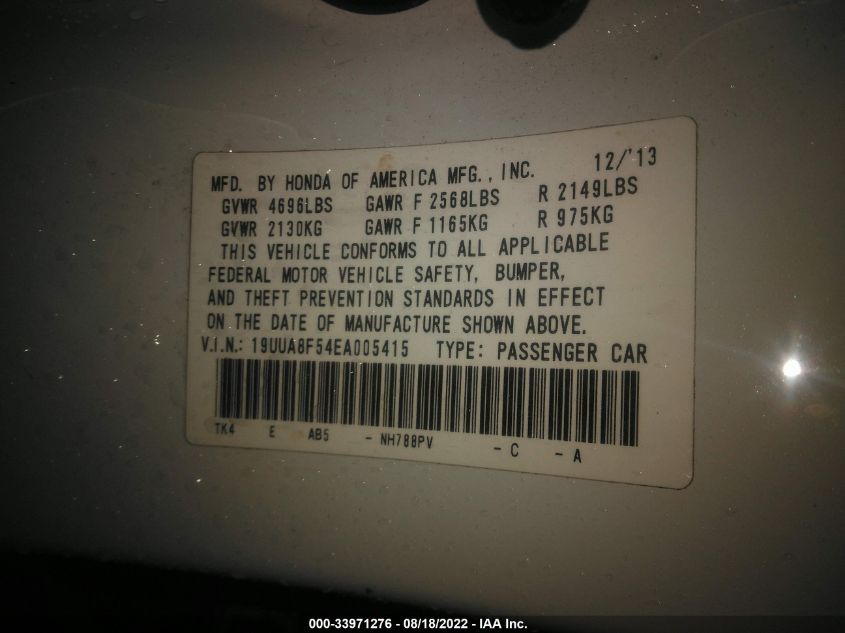 MFD. BY HONDA OF AMERICA MFG., INC. 12/'13
GVWR 4696LBS GAWR F 2568LBS R 2149LBS
GVWR 2130KG GAWR F 1165KG R 975KG
THIS VEHICLE CONFORMS TO ALL APPLICABLE
FEDERAL MOTOR VEHICLE SAFETY, BUMPER,
AND THEFT PREVENTION STANDARDS IN EFFECT
ON THE DATE OF MANUFACTURE SHOWN ABOVE.
V.I.N.: 19UUA8F54EA005415 TYPE: PASSENGER CAR
TK4 E AB5 - NH788PV - C - A
000-33971276 - 08/18/2022 - IAA Inc.